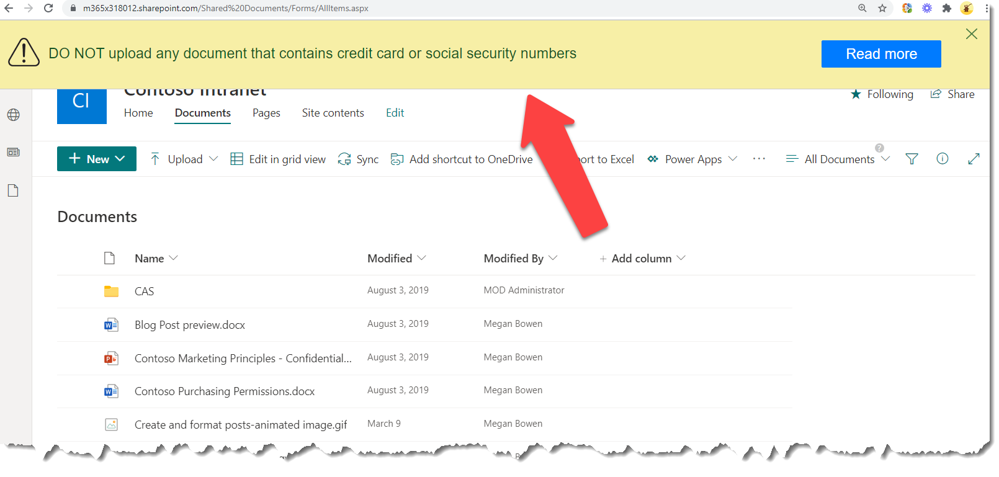 m365x318012.sharepoint.com/Shared%20Documents/Forms/AllItems.aspx
DO NOT upload any document that contains credit card or social security numbers
Read more
CI
Contoso Intranet
Following
Share
Home
Documents
Pages
Site contents
Edit
+ New
Upload
Edit in grid view
Sync
Add shortcut to OneDrive
ort to Excel
Power Apps
...
All Documents
?
Documents
Name
Modified
Modified By
+ Add column
CAS
August 3, 2019
MOD Administrator
Blog Post preview.docx
August 3, 2019
Megan Bowen
Contoso Marketing Principles - Confidential...
August 3, 2019
Megan Bowen
Contoso Purchasing Permissions.docx
August 3, 2019
Megan Bowen
Create and format posts-animated image.gif
March 9
Megan Bowen